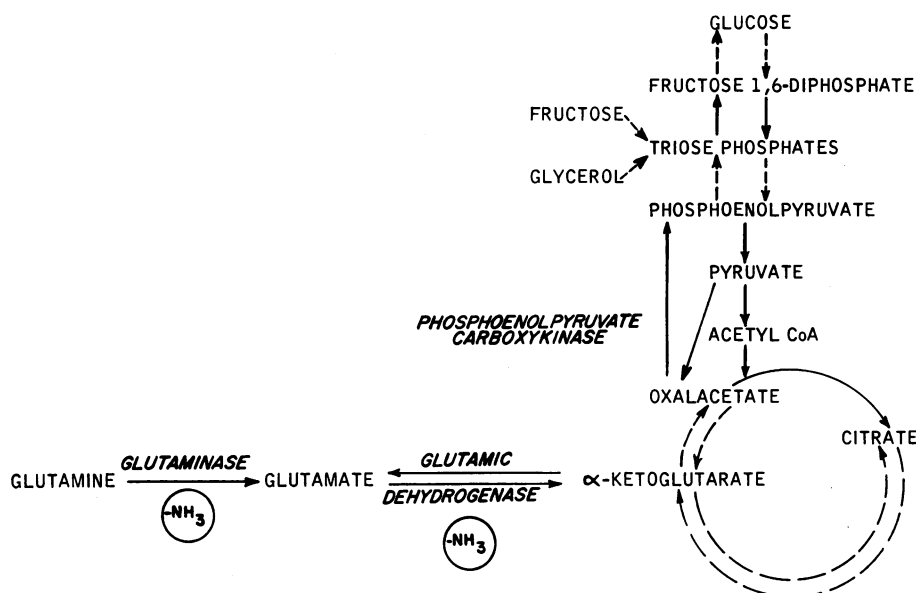 GLUCOSE
FRUCTOSE 1,6-DIPHOSPHATE
FRUCTOSE
TRIOSE PHOSPHATES
GLYCEROL
PHOSPHOENOLPYRUVATE
PYRUVATE
PHOSPHOENOLPYRUVATE
CARBOXYKINASE
ACETYL CoA
OXALACETATE
CITRATE
GLUTAMINE
GLUTAMINASE
-NH3
GLUTAMATE
GLUTAMIC
DEHYDROGENASE
-NH3
α-KETOGLUTARATE